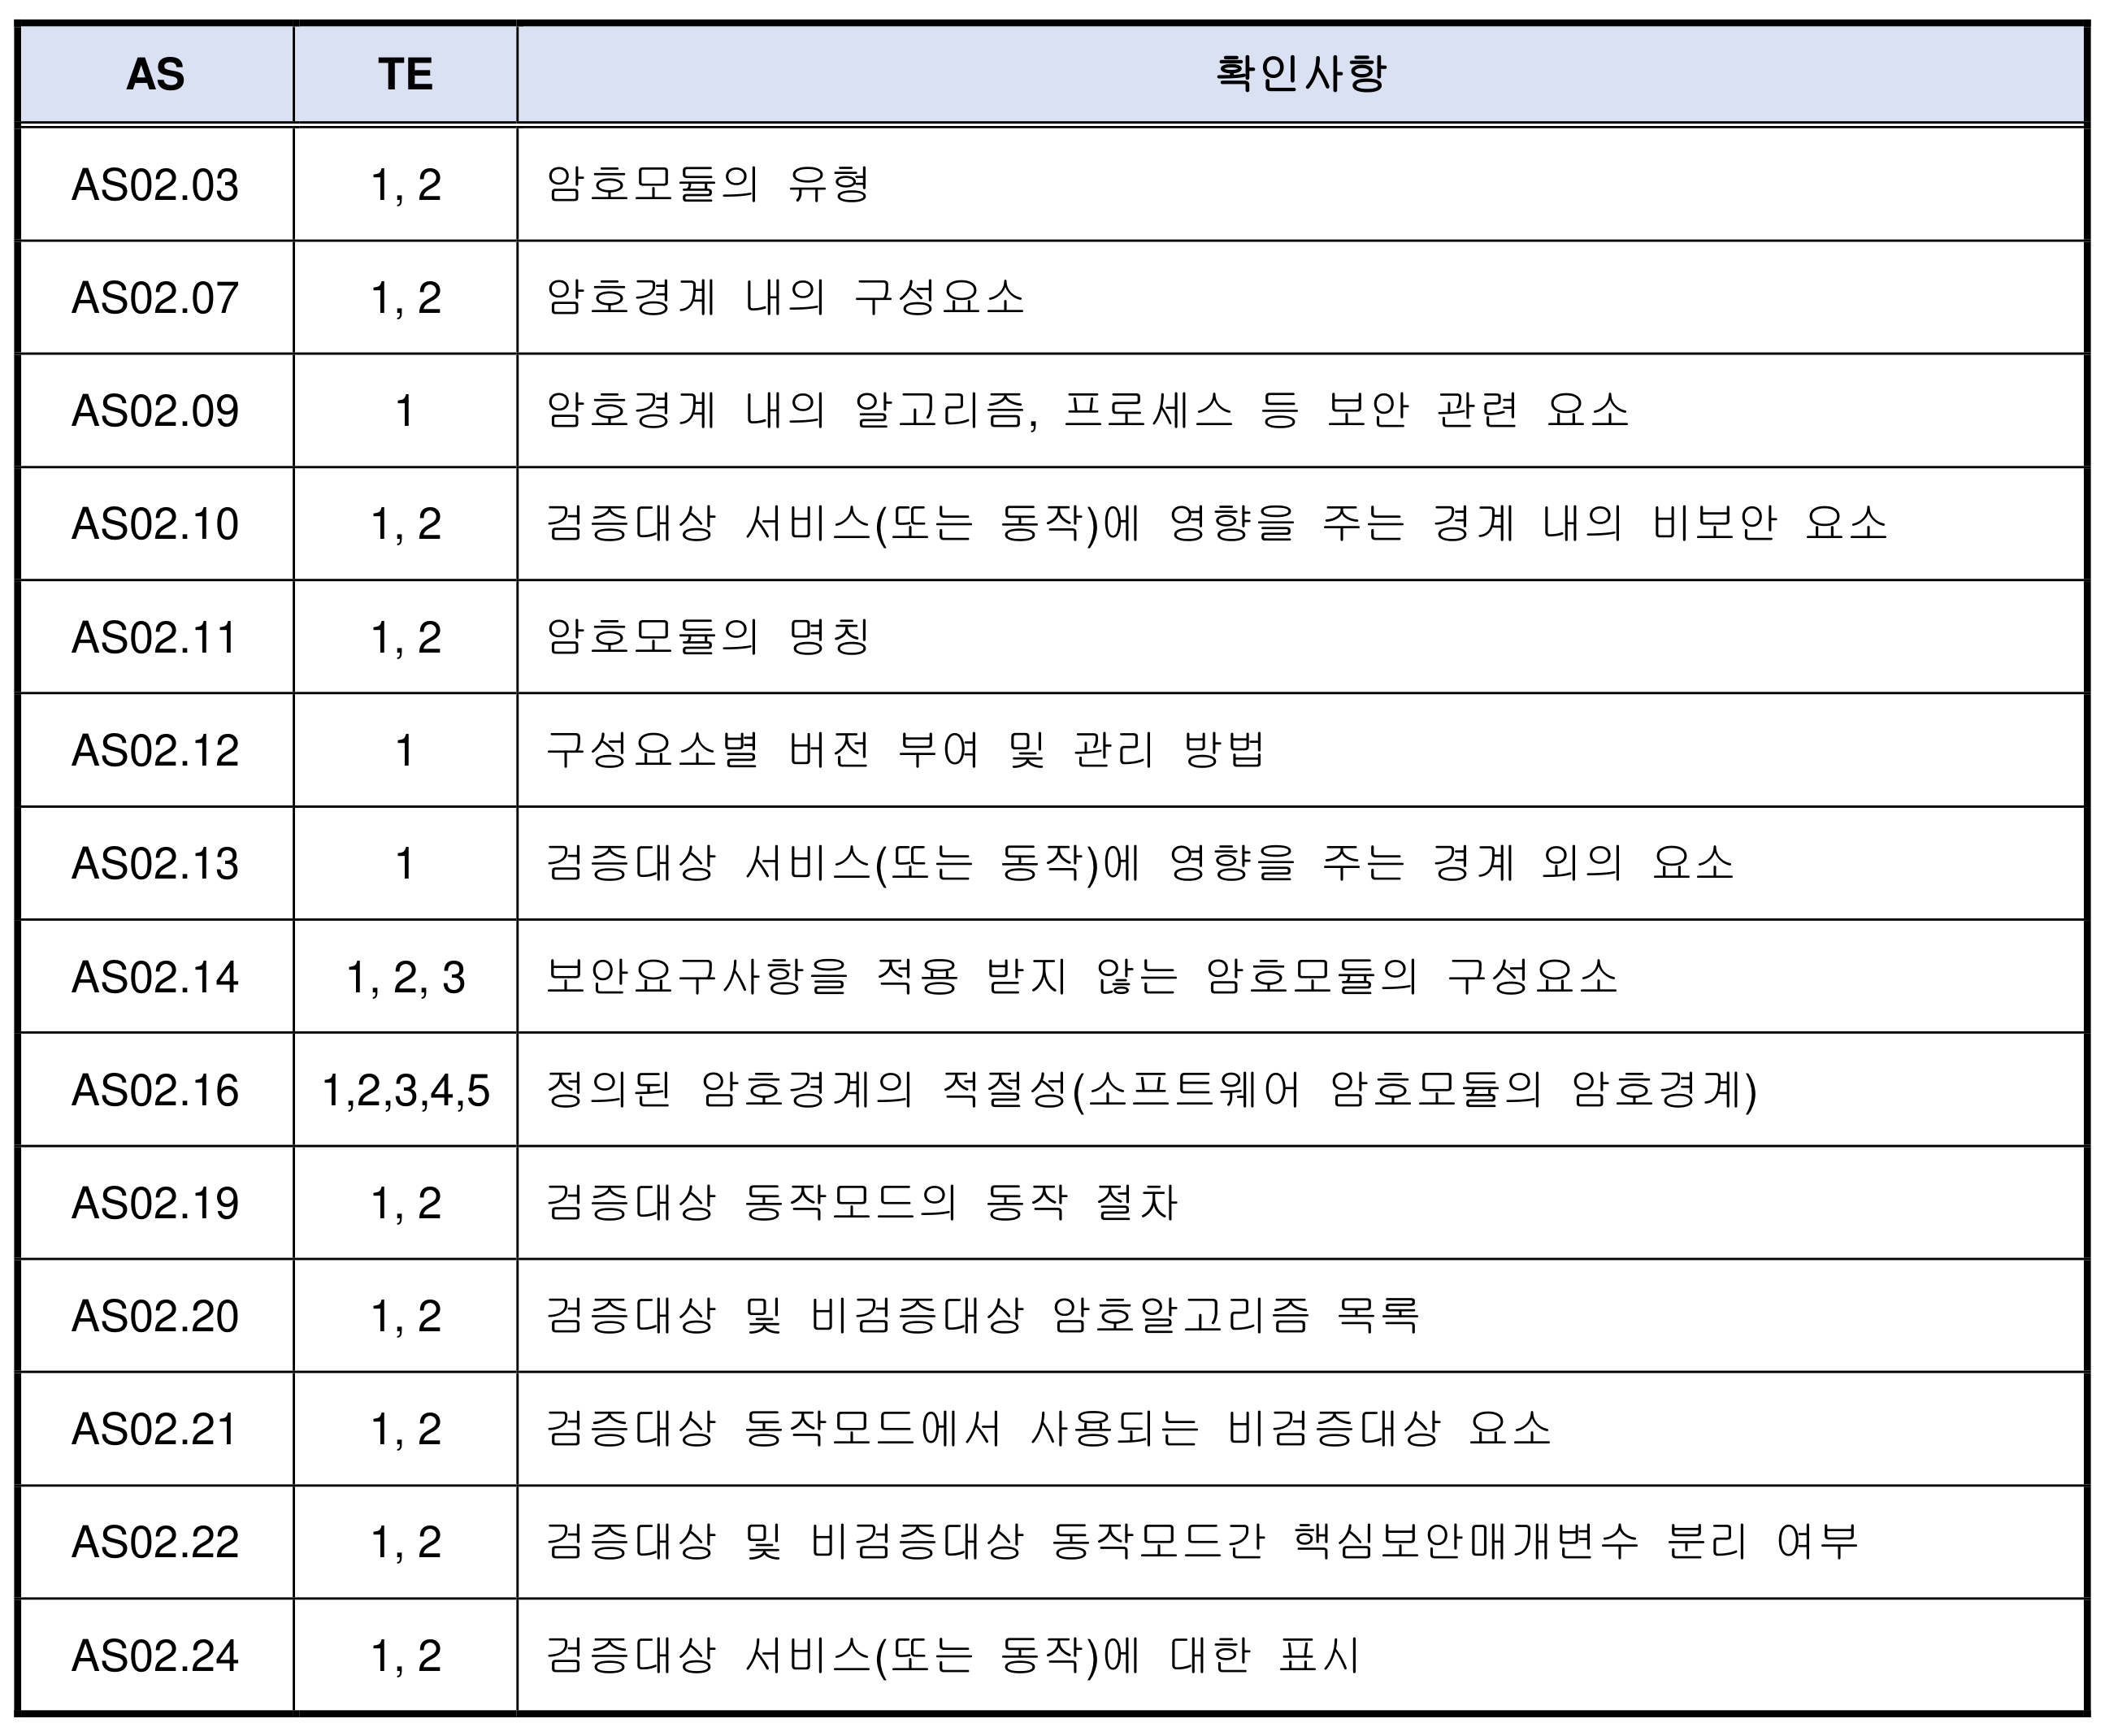 AS TE 확인사항
AS02.03 1, 2 암호모듈의 유형
AS02.07 1, 2 암호경계 내의 구성요소
AS02.09 1 암호경계 내의 알고리즘, 프로세스 등 보안 관련 요소
AS02.10 1, 2 검증대상 서비스(또는 동작)에 영향을 주는 경계 내의 비보안 요소
AS02.11 1, 2 암호모듈의 명칭
AS02.12 1 구성요소별 버전 부여 및 관리 방법
AS02.13 1 검증대상 서비스(또는 동작)에 영향을 주는 경계 외의 요소
AS02.14 1, 2, 3 보안요구사항을 적용 받지 않는 암호모듈의 구성요소
AS02.16 1,2,3,4,5 정의된 암호경계의 적절성(소프트웨어 암호모듈의 암호경계)
AS02.19 1, 2 검증대상 동작모드의 동작 절차
AS02.20 1, 2 검증대상 및 비검증대상 암호알고리즘 목록
AS02.21 1, 2 검증대상 동작모드에서 사용되는 비검증대상 요소
AS02.22 1, 2 검증대상 및 비검증대상 동작모드간 핵심보안매개변수 분리 여부
AS02.24 1, 2 검증대상 서비스(또는 동작)에 대한 표시